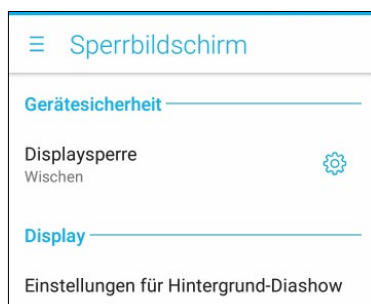 Sperrbildschirm
Gerätesicherheit
Displaysperre
Wischen
Display
Einstellungen für Hintergrund-Diashow